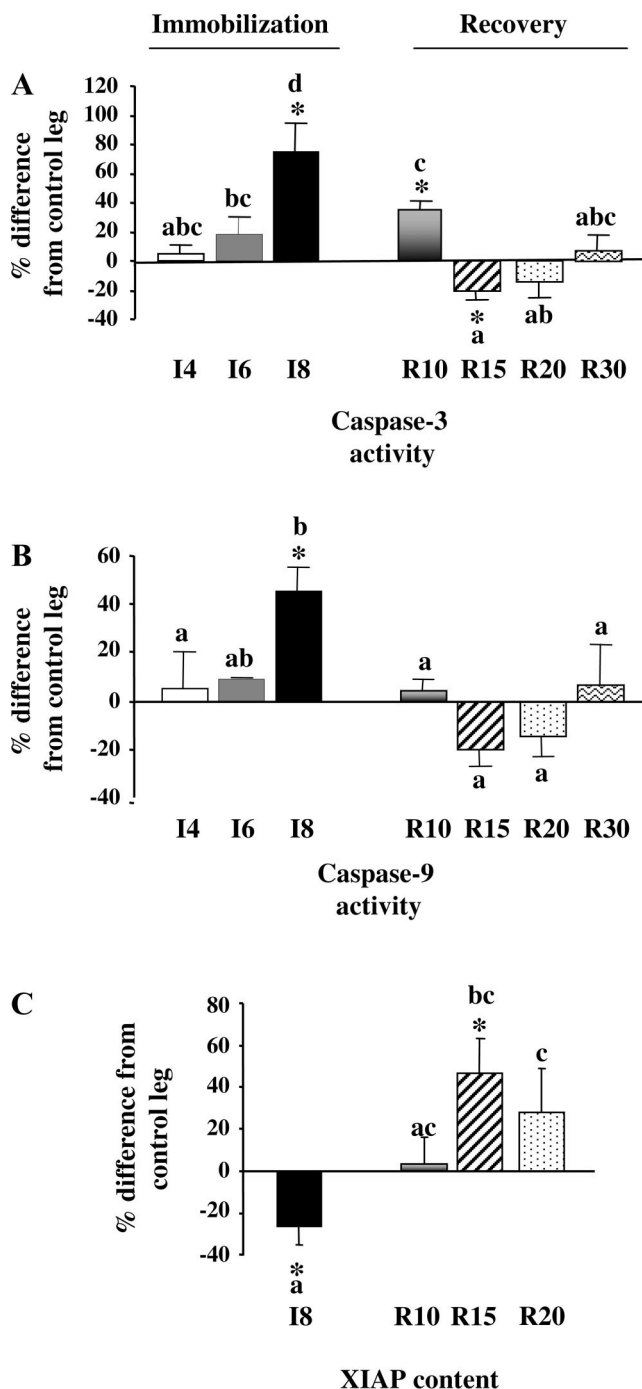 Immobilization Recovery
A
% difference
from control leg
120
100
80
60
40
20
0
-20
-40
abc
bc
d
*
c
*
*
a
ab
abc
I4 I6 I8 R10 R15 R20 R30
Caspase-3
activity
B
% difference
from control leg
60
40
20
0
-20
-40
a
ab
b
*
a
a
a
a
I4 I6 I8 R10 R15 R20 R30
Caspase-9
activity
C
% difference from
control leg
80
60
40
20
0
-20
-40
*
a
ac
bc
*
c
I8 R10 R15 R20
XIAP content